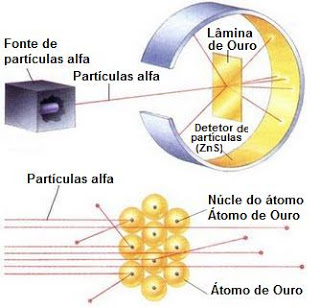 Fonte de
partículas alfa
Partículas alfa
Lâmina
de Ouro
Detetor de
partículas
(ZnS)
Partículas alfa
Núcle do átomo
Átomo de Ouro
Átomo de Ouro